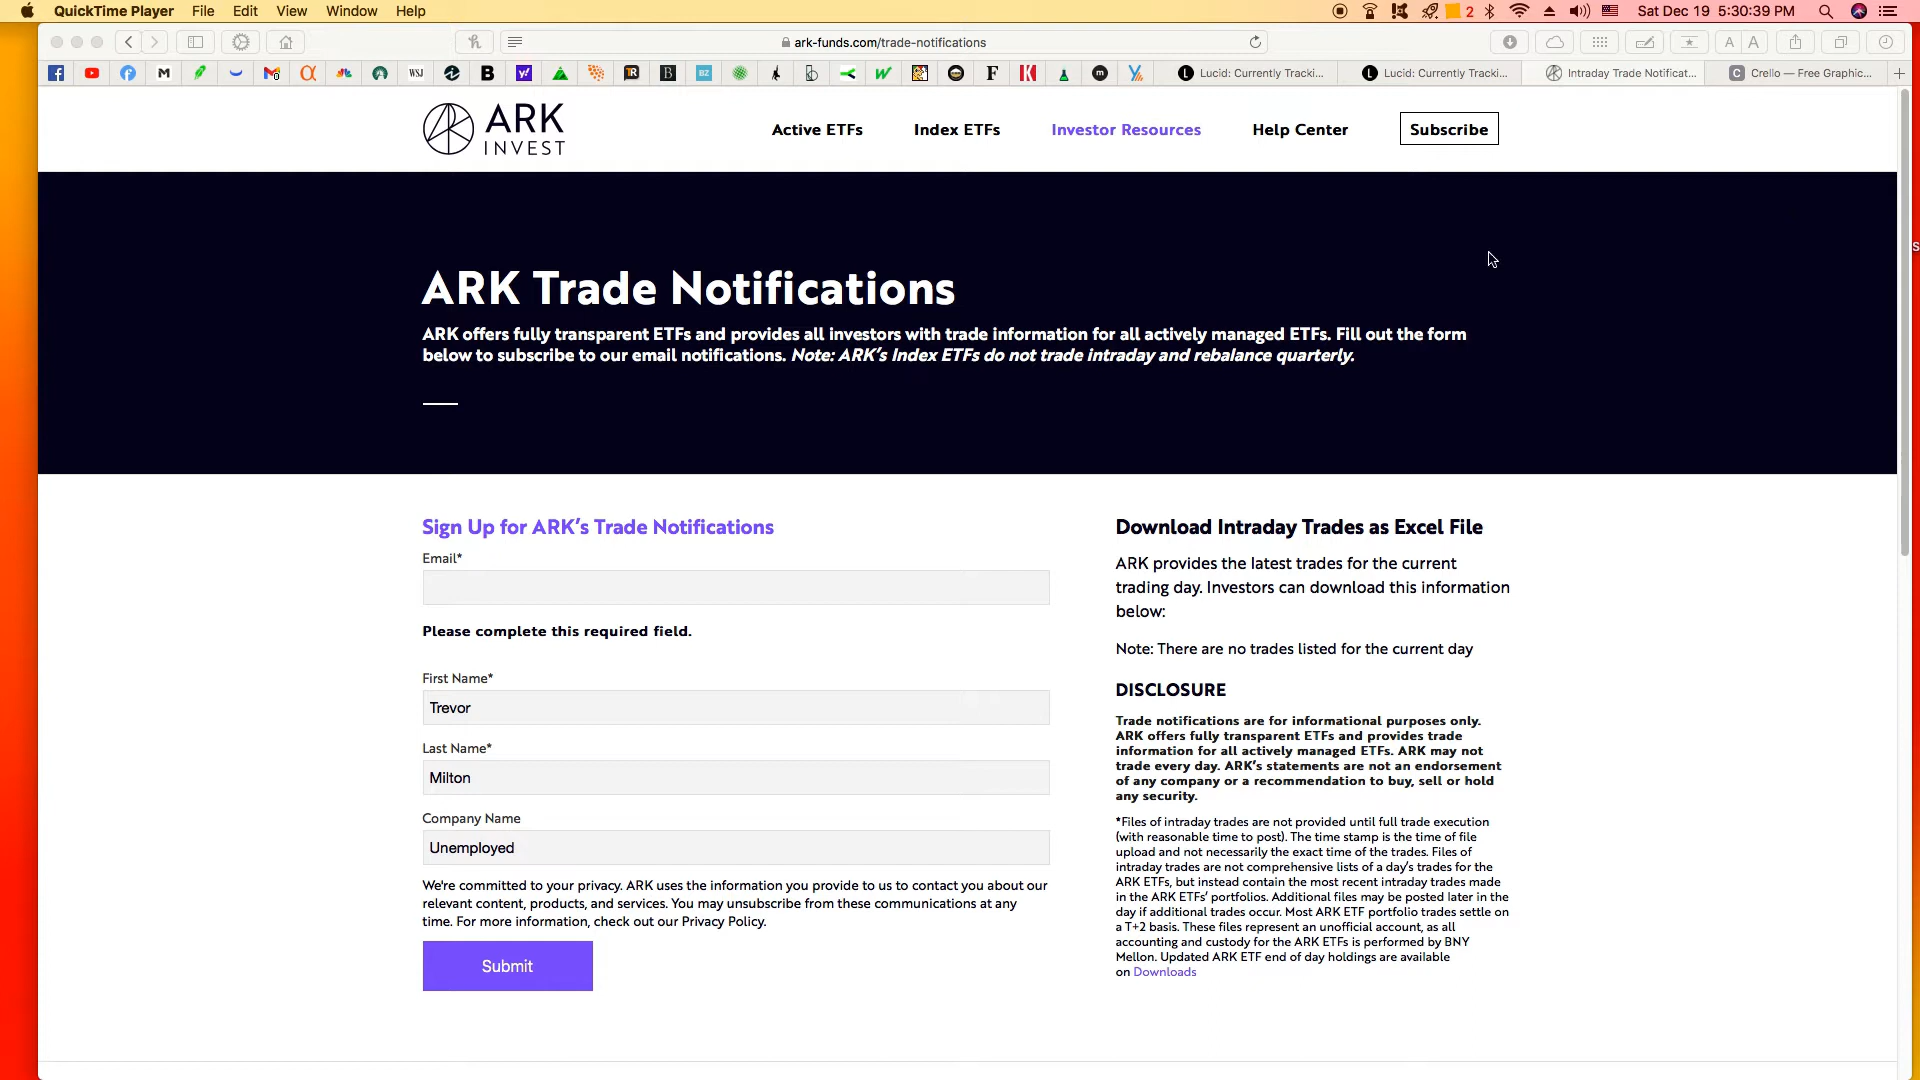 QuickTime Player File Edit View Window Help 2 Sat Dec 19 5:30:39 PM
ark-funds.com/trade-notifications A A
WSJ Lucid: Currently Tracki... Lucid: Currently Tracki... Intraday Trade Notificat... Crello — Free Graphic...
ARK
INVEST
Active ETFs Index ETFs Investor Resources Help Center Subscribe
ARK Trade Notifications
ARK offers fully transparent ETFs and provides all investors with trade information for all actively managed ETFs. Fill out the form
below to subscribe to our email notifications. Note: ARK's Index ETFs do not trade intraday and rebalance quarterly.
Sign Up for ARK's Trade Notifications
Email*
Please complete this required field.
First Name*
Trevor
Last Name*
Milton
Company Name
Unemployed
We're committed to your privacy. ARK uses the information you provide to us to contact you about our
relevant content, products, and services. You may unsubscribe from these communications at any
time. For more information, check out our Privacy Policy.
Submit
Download Intraday Trades as Excel File
ARK provides the latest trades for the current
trading day. Investors can download this information
below:
Note: There are no trades listed for the current day
DISCLOSURE
Trade notifications are for informational purposes only.
ARK offers fully transparent ETFs and provides trade
information for all actively managed ETFs. ARK may not
trade every day. ARK's statements are not an endorsement
of any company or a recommendation to buy, sell or hold
any security.
*Files of intraday trades are not provided until full trade execution
(with reasonable time to post). The time stamp is the time of file
upload and not necessarily the exact time of the trades. Files of
intraday trades are not comprehensive lists of a day's trades for the
ARK ETFs, but instead contain the most recent intraday trades made
in the ARK ETFs' portfolios. Additional files may be posted later in the
day if additional trades occur. Most ARK ETF portfolio trades settle on
a T+2 basis. These files represent an unofficial account, as all
accounting and custody for the ARK ETFs is performed by BNY
Mellon. Updated ARK ETF end of day holdings are available
on Downloads